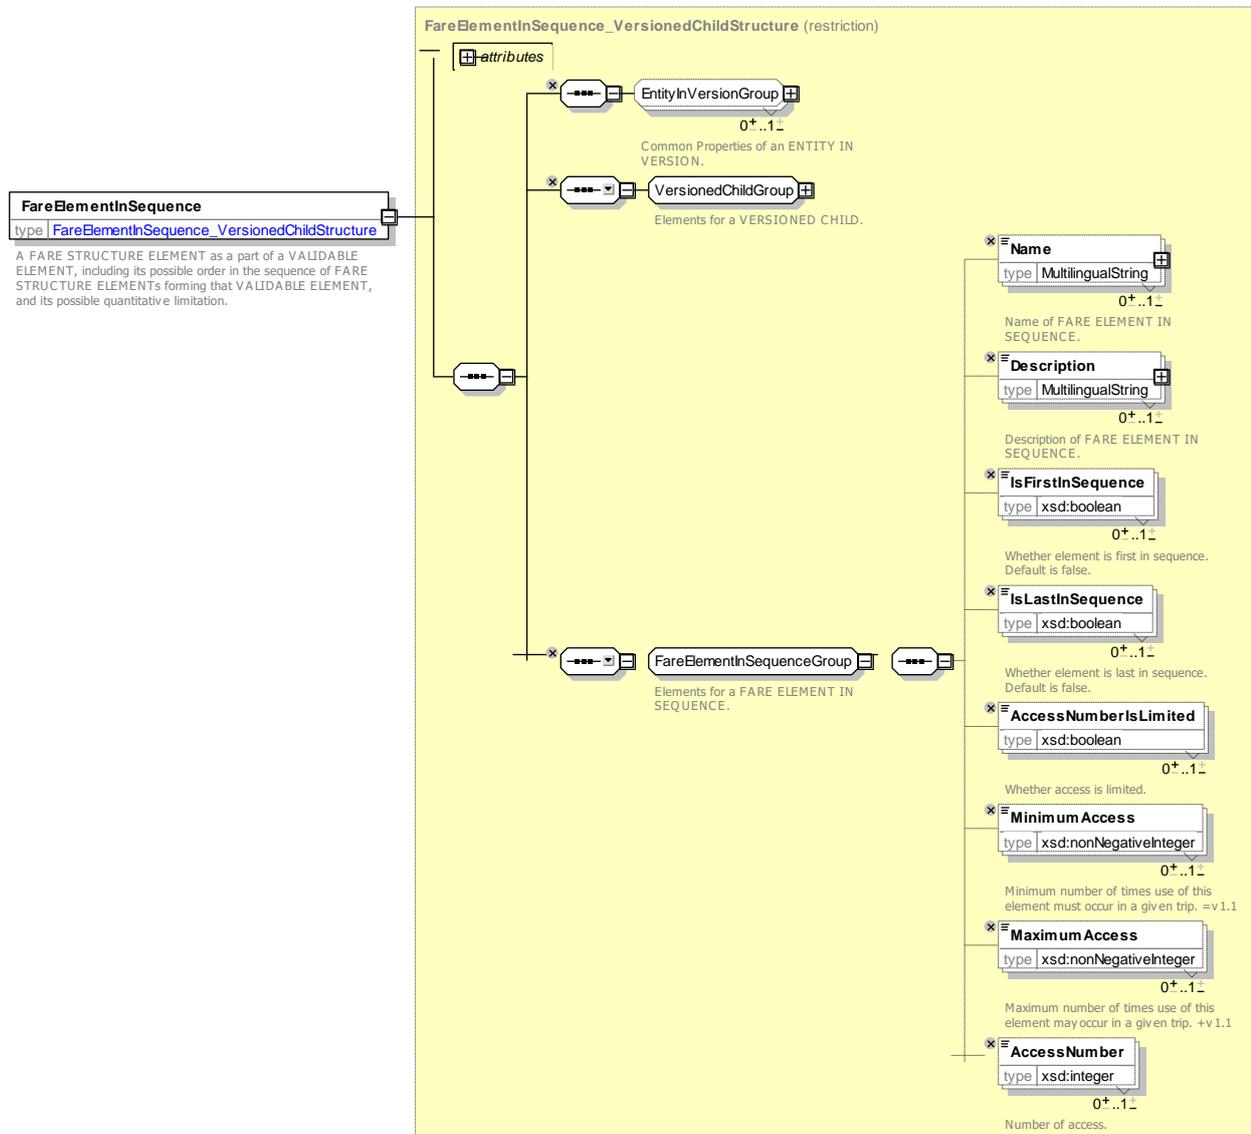 FareElementInSequence_VersionedChildStructure (restriction)
attributes
EntityInVersionGroup
0..1
Common Properties of an ENTITY IN
VERSION.
VersionedChildGroup
Elements for a VERSIONED CHILD.
FareElementInSequence
type FareElementInSequence_VersionedChildStructure
A FARE STRUCTURE ELEMENT as a part of a VALIDABLE
ELEMENT, including its possible order in the sequence of FARE
STRUCTURE ELEMENTs forming that VALIDABLE ELEMENT,
and its possible quantitative limitation.
FareElementInSequenceGroup
Elements for a FARE ELEMENT IN
SEQUENCE.
Name
type MultilingualString
0..1
Name of FARE ELEMENT IN
SEQUENCE.
Description
type MultilingualString
0..1
Description of FARE ELEMENT IN
SEQUENCE.
IsFirstInSequence
type xsd:boolean
0..1
Whether element is first in sequence.
Default is false.
IsLastInSequence
type xsd:boolean
0..1
Whether element is last in sequence.
Default is false.
AccessNumberIsLimited
type xsd:boolean
0..1
Whether access is limited.
MinimumAccess
type xsd:nonNegativeInteger
0..1
Minimum number of times use of this
element must occur in a given trip. =v1.1
MaximumAccess
type xsd:nonNegativeInteger
0..1
Maximum number of times use of this
element may occur in a given trip. +v1.1
AccessNumber
type xsd:integer
0..1
Number of access.